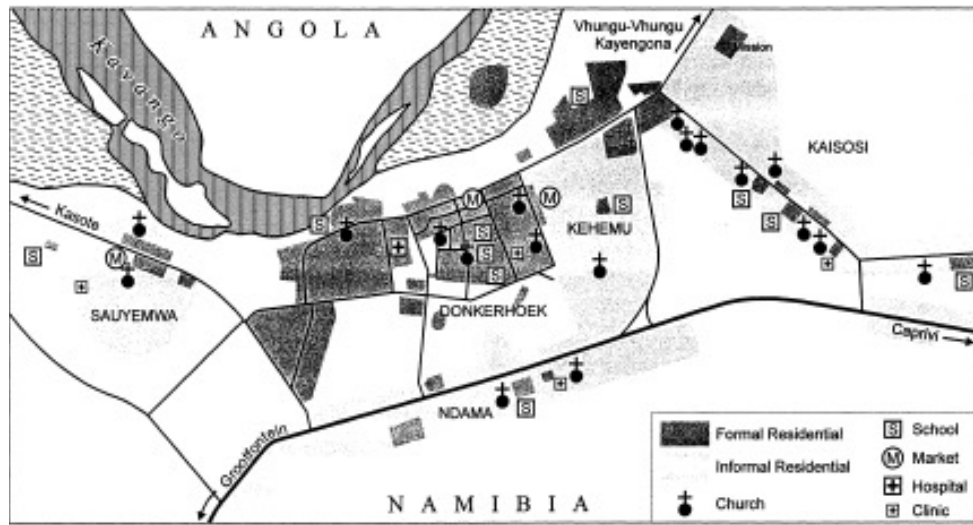 ANGOLA
Kavango
Vhungu-Vhungu
Kayengona
Mission
KAISOSI
Kasote
S
M
M
KEHEMU
S
S
S
S
S
S
S
S
M
S
SAUYEMWA
DONKERHOEK
S
Caprivi
NDAMA
S
Grootfontein
NAMIBIA
Formal Residential
Informal Residential
Church
S School
M Market
Hospital
Clinic